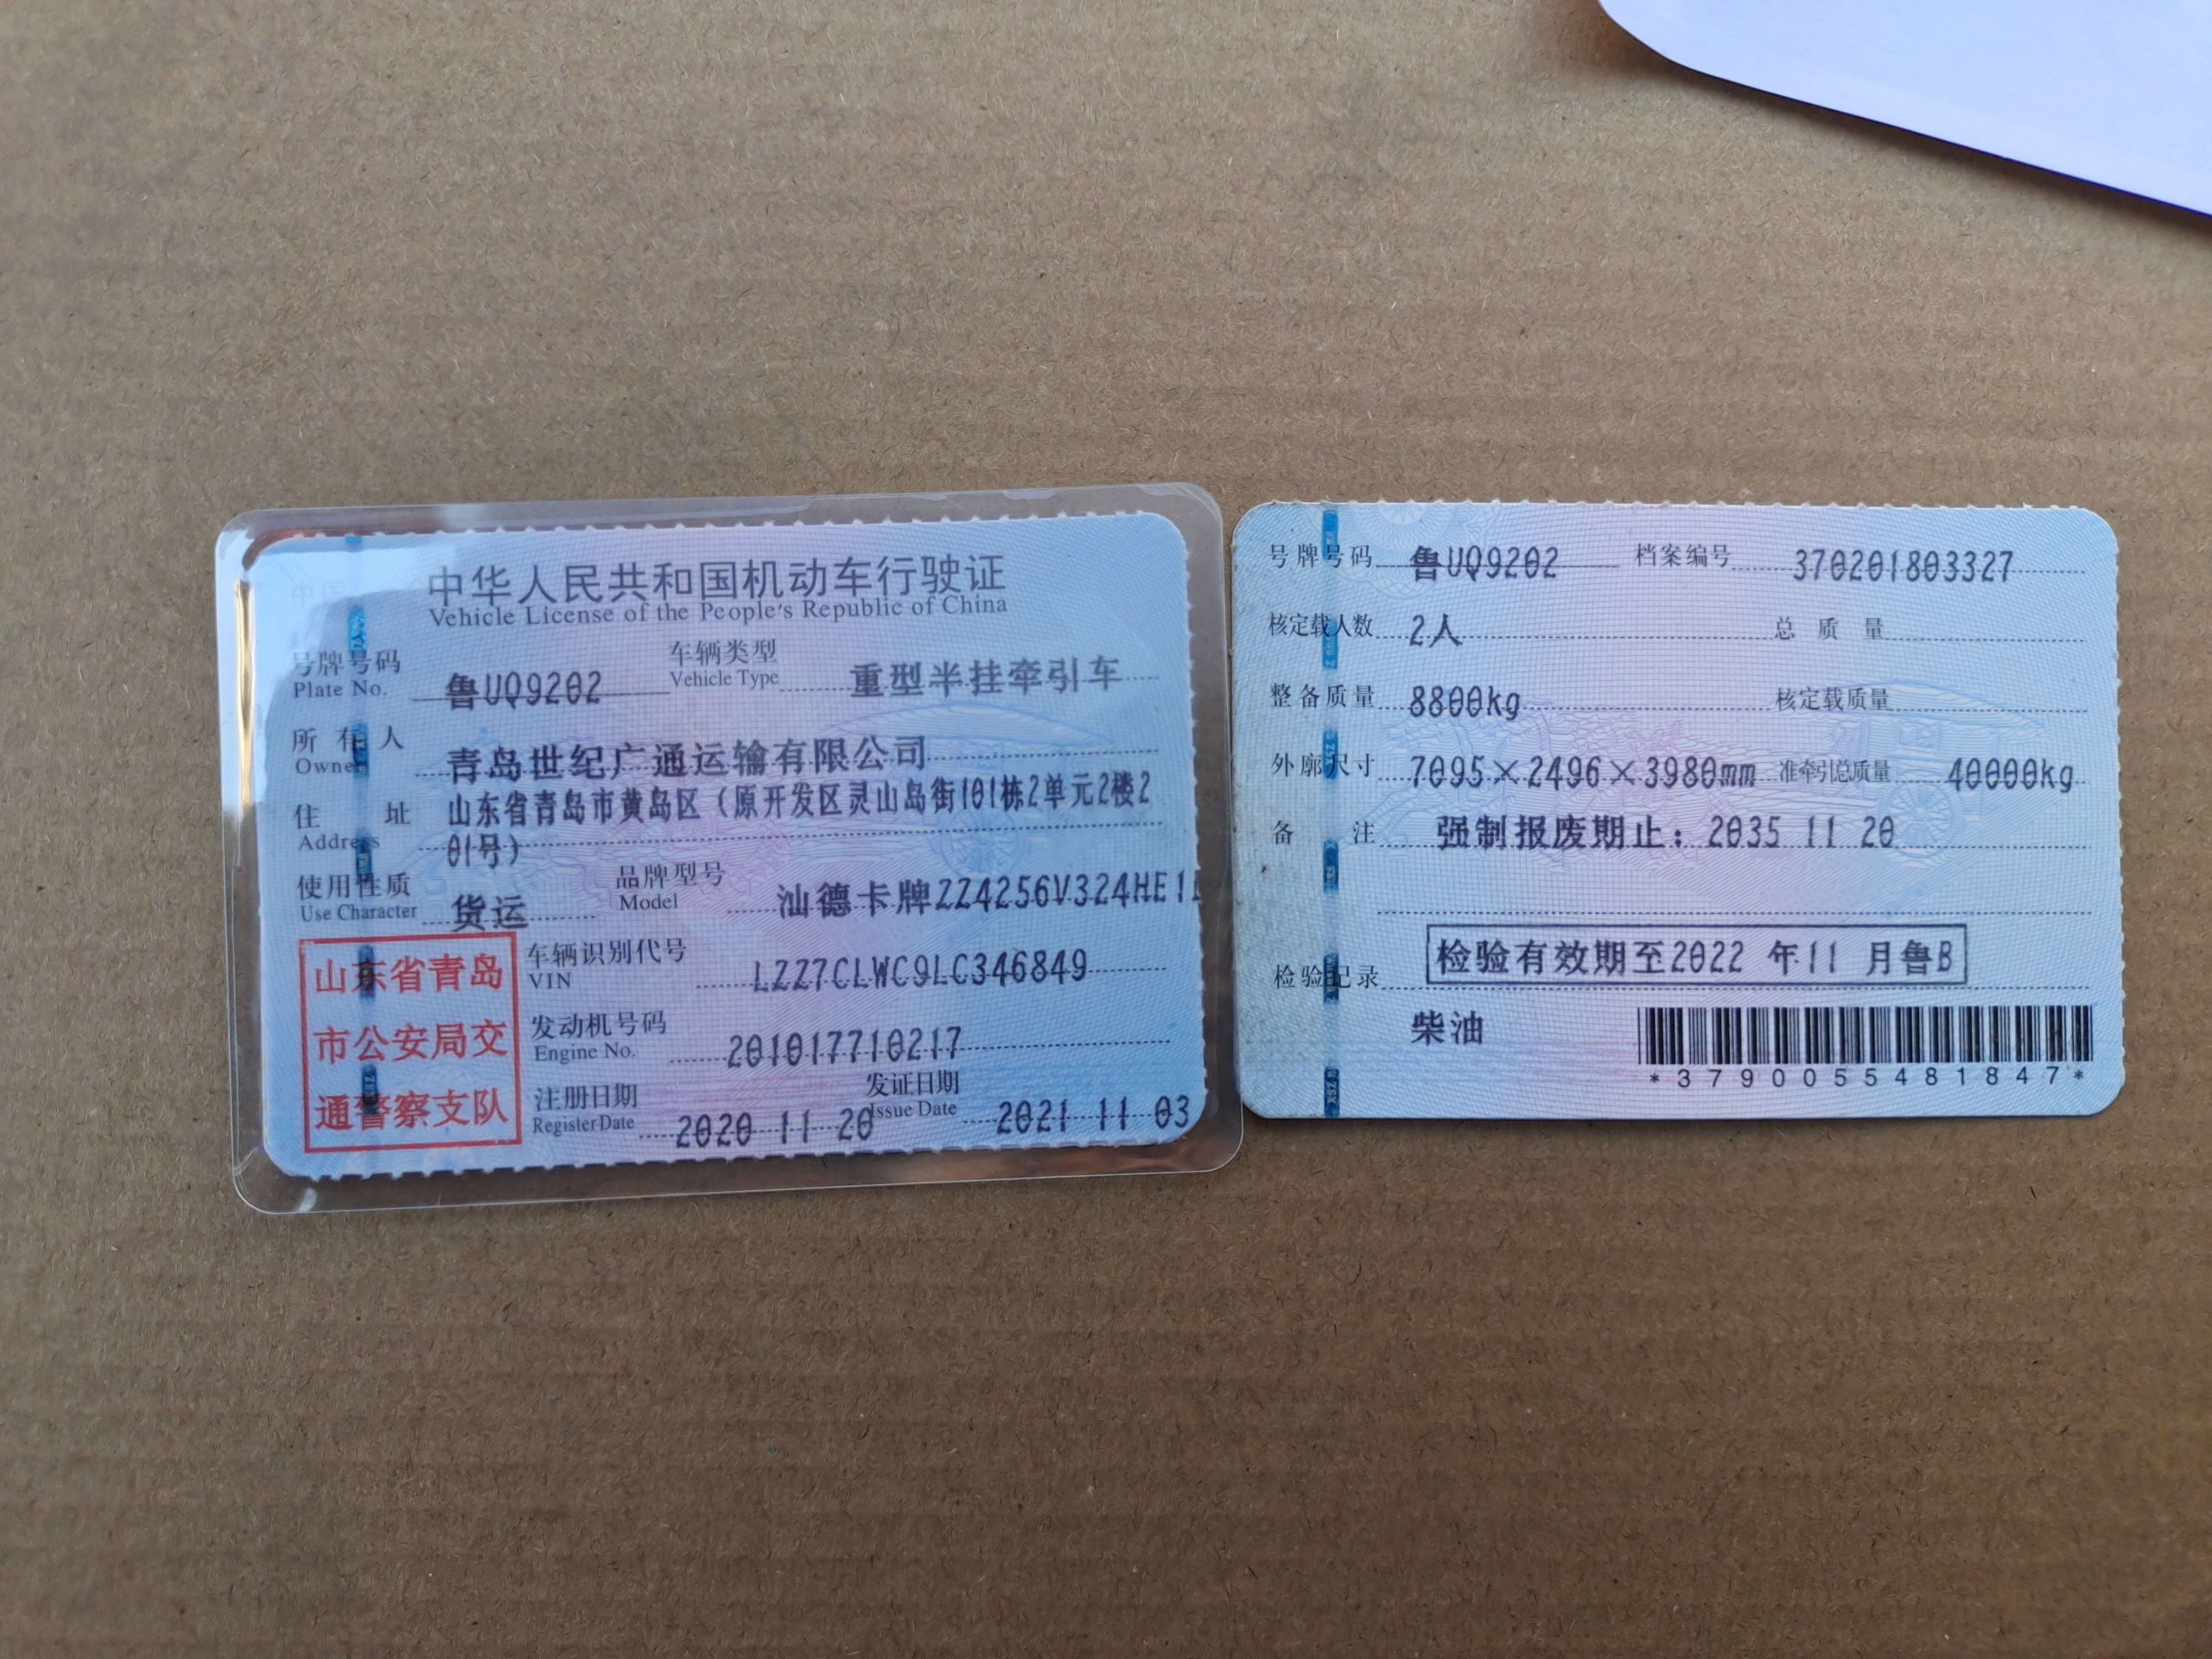 中华人民共和国机动车行驶证
Vehicle License of the People's Republic of China
号牌号码 鲁UQ9202 车辆类型 重型半挂牵引车
Plate No. Vehicle Type
所有人 青岛世纪广通运输有限公司
Owner
住址 山东省青岛市黄岛区（原开发区灵山岛街101栋2单元2楼2
Address 01号）
使用性质 货运 品牌型号 汕德卡牌ZZ4256V324HE1
Use Character Model
山东省青岛
市公安局交
通警察支队
车辆识别代号 LZZ7CLWC9LC346849
VIN
发动机号码 201017710217
Engine No.
注册日期 2020 11 20 发证日期 2021 11 03
Register Date Issue Date
号牌号码 鲁UQ9202 档案编号 370201803327
核定载人数 2人 总质量
整备质量 8800kg 核定载质量
外廓尺寸 7095×2496×3980mm 准牵引总质量 40000kg
备注 强制报废期止：2035 11 20
检验记录 检验有效期至2022 年11 月鲁B
柴油
*3790055481847*